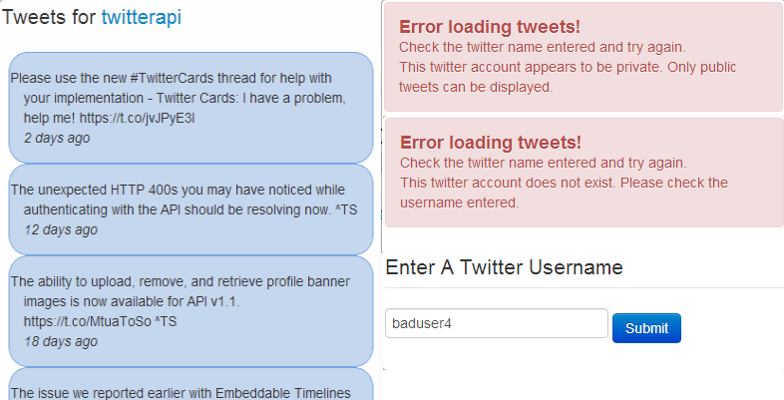 Tweets for twitterapi
Please use the new #TwitterCards thread for help with
your implementation - Twitter Cards: I have a problem,
help me! https://t.co/jvJPyE3l
2 days ago
The unexpected HTTP 400s you may have noticed while
authenticating with the API should be resolving now. ^TS
12 days ago
The ability to upload, remove, and retrieve profile banner
images is now available for API v1.1.
https://t.co/MtuaToSo ^TS
18 days ago
The issue we reported earlier with Embeddable Timelines
Error loading tweets!
Check the twitter name entered and try again.
This twitter account appears to be private. Only public
tweets can be displayed.
Error loading tweets!
Check the twitter name entered and try again.
This twitter account does not exist. Please check the
username entered.
Enter A Twitter Username
baduser4
Submit